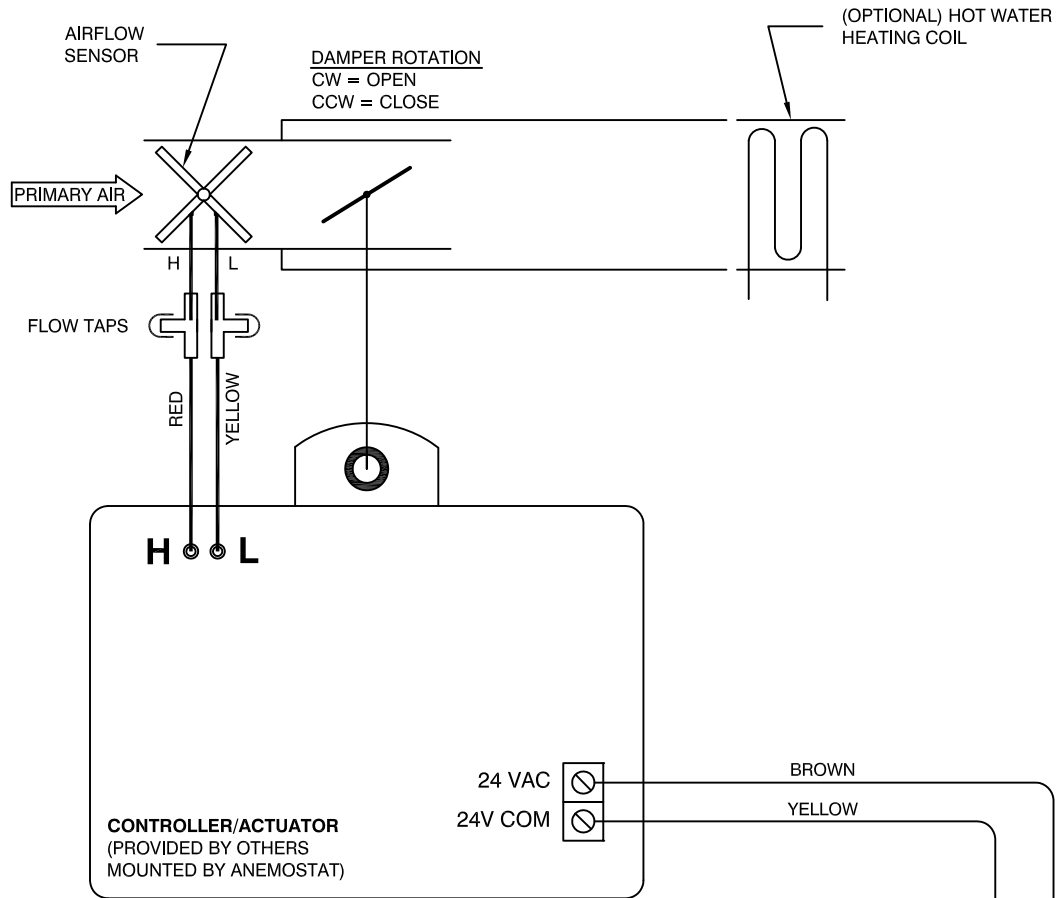 AIRFLOW
SENSOR
DAMPER ROTATION
CW = OPEN
CCW = CLOSE
(OPTIONAL) HOT WATER
HEATING COIL
PRIMARY AIR
H
L
FLOW TAPS
RED
YELLOW
H
L
24 VAC
BROWN
24V COM
YELLOW
CONTROLLER/ACTUATOR
(PROVIDED BY OTHERS
MOUNTED BY ANEMOSTAT)